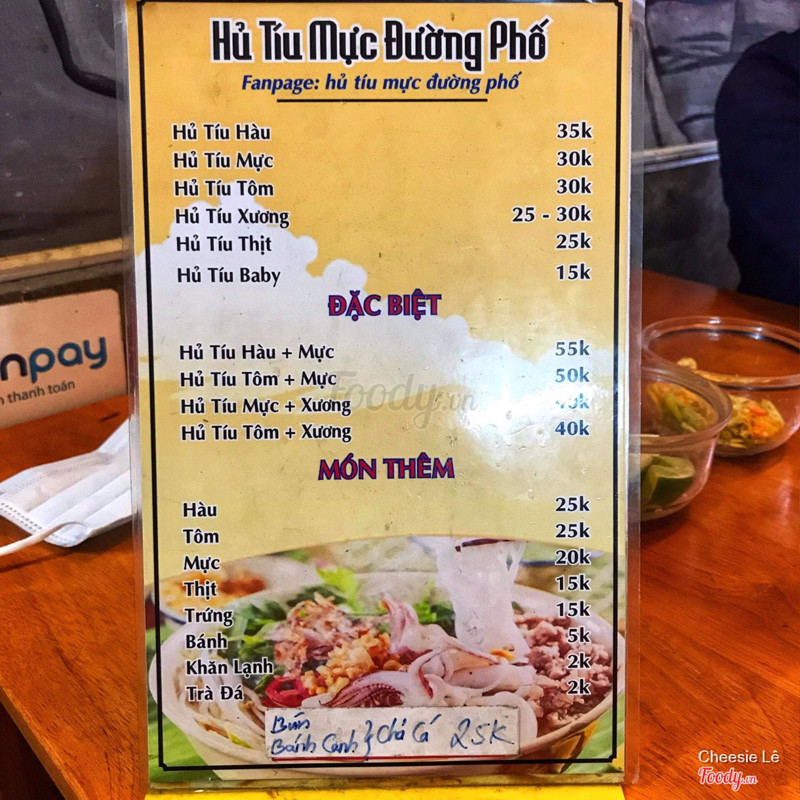 Hủ Tíu Mực Đường Phố
Fanpage: hủ tíu mực đường phố
Hủ Tíu Hàu 35k
Hủ Tíu Mực 30k
Hủ Tíu Tôm 30k
Hủ Tíu Xương 25 - 30k
Hủ Tíu Thịt 25k
Hủ Tíu Baby 15k
ĐẶC BIỆT
Hủ Tíu Hàu + Mực 55k
Hủ Tíu Tôm + Mực 50k
Hủ Tíu Mực + Xương 40k
Hủ Tíu Tôm + Xương 40k
Foody.vn
MÓN THÊM
Hàu 25k
Tôm 25k
Mực 20k
Thịt 15k
Trứng 15k
Bánh 5k
Khăn Lạnh 2k
Trà Đá 2k
Bún
Bánh Canh } Chả Cá 25K
npay
thanh toán
Cheesie Lê
Foody.vn